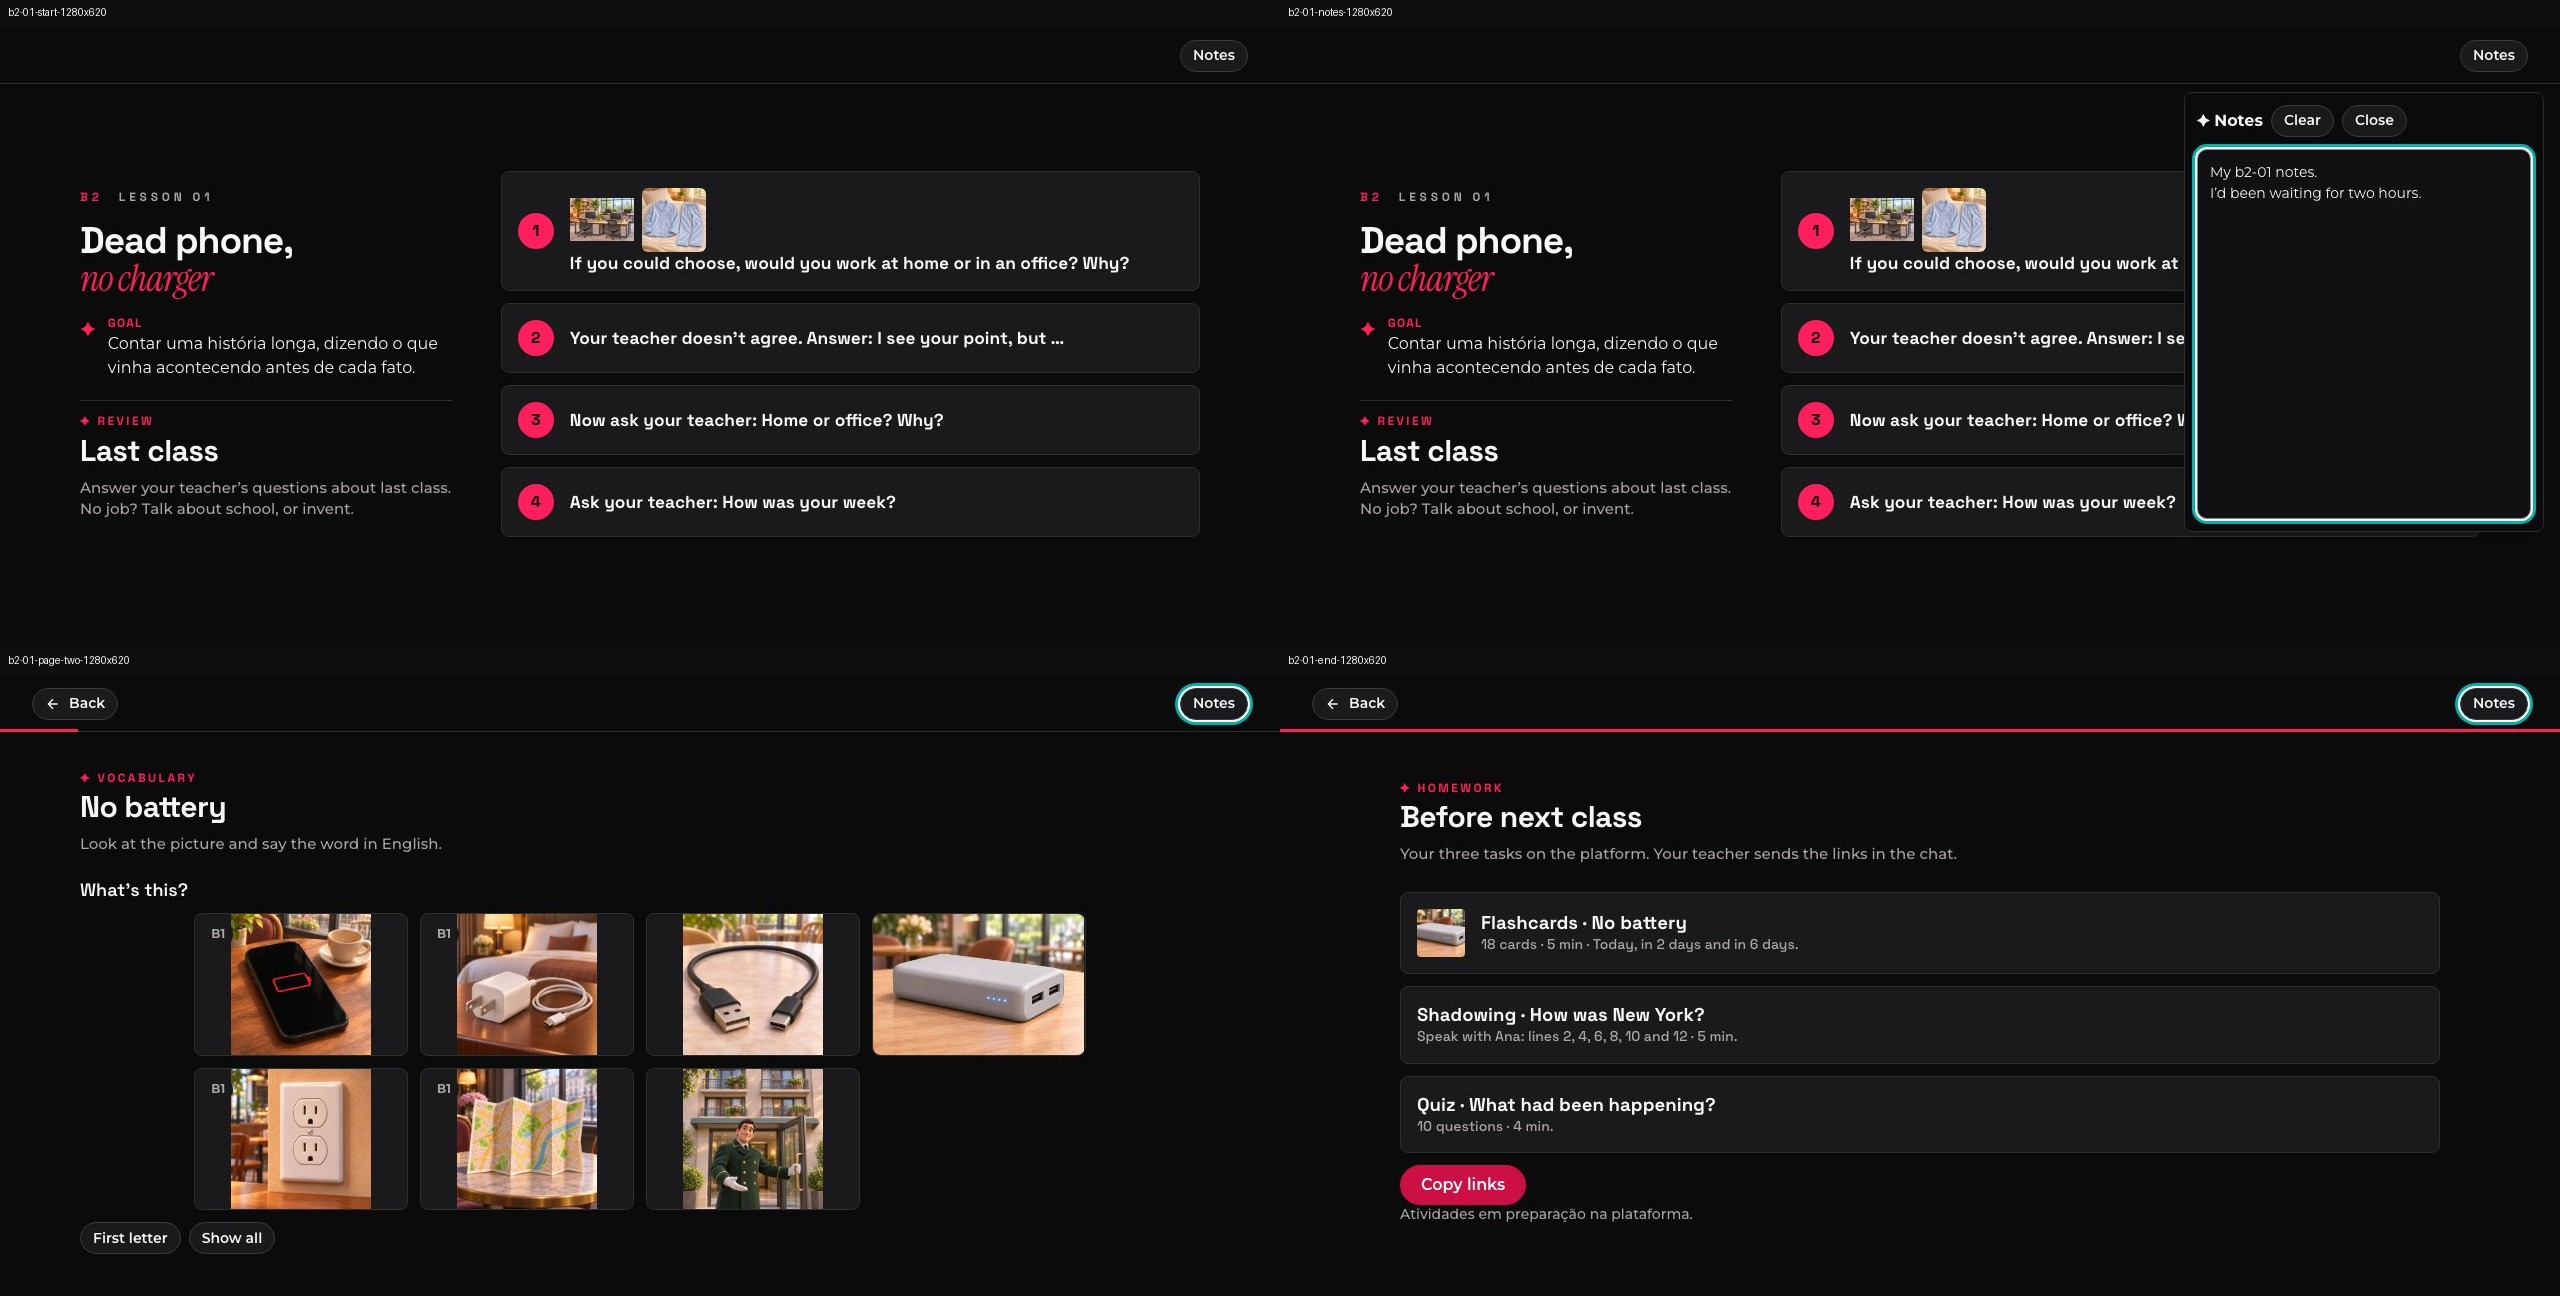 b2-01-start-1280x620
Notes
B2 LESSON 01
Dead phone,
no charger
GOAL
Contar uma história longa, dizendo o que
vinha acontecendo antes de cada fato.
REVIEW
Last class
Answer your teacher's questions about last class.
No job? Talk about school, or invent.
1
If you could choose, would you work at home or in an office? Why?
2 Your teacher doesn't agree. Answer: I see your point, but ...
3 Now ask your teacher: Home or office? Why?
4 Ask your teacher: How was your week?
b2-01-notes-1280x620
Notes
B2 LESSON 01
Dead phone,
no charger
GOAL
Contar uma história longa, dizendo o que
vinha acontecendo antes de cada fato.
REVIEW
Last class
Answer your teacher's questions about last class.
No job? Talk about school, or invent.
1
If you could choose, would you work at
2 Your teacher doesn't agree. Answer: I se
3 Now ask your teacher: Home or office? W
4 Ask your teacher: How was your week?
Notes Clear Close
My b2-01 notes.
I'd been waiting for two hours.
b2-01-page-two-1280x620
← Back
Notes
VOCABULARY
No battery
Look at the picture and say the word in English.
What's this?
B1
B1
B1
B1
First letter Show all
b2-01-end-1280x620
← Back
Notes
HOMEWORK
Before next class
Your three tasks on the platform. Your teacher sends the links in the chat.
Flashcards · No battery
18 cards · 5 min · Today, in 2 days and in 6 days.
Shadowing · How was New York?
Speak with Ana: lines 2, 4, 6, 8, 10 and 12 · 5 min.
Quiz · What had been happening?
10 questions · 4 min.
Copy links
Atividades em preparação na plataforma.